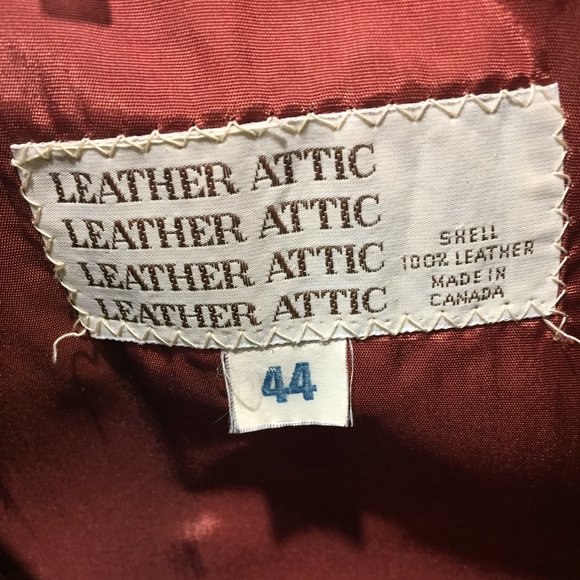 LEATHER ATTIC
LEATHER ATTIC
LEATHER ATTIC
LEATHER ATTIC
SHELL
100% LEATHER
MADE IN
CANADA
44